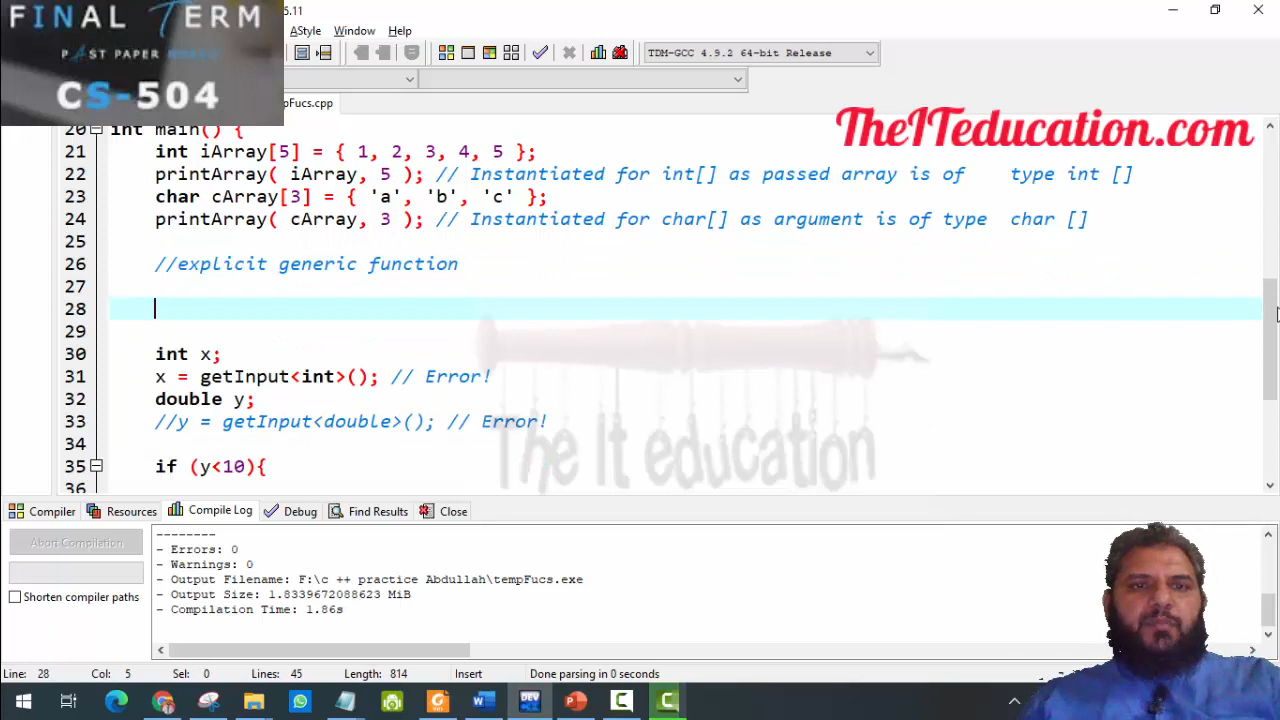 FINAL TERM
PAST PAPER
CS-504
5.11
AStyle Window Help
TDM-GCC 4.9.2 64-bit Release
pFucs.cpp
TheITeducation.com
20 int main() {
21 int iArray[5] = { 1, 2, 3, 4, 5 };
22 printArray( iArray, 5 ); // Instantiated for int[] as passed array is of type int []
23 char cArray[3] = { 'a', 'b', 'c' };
24 printArray( cArray, 3 ); // Instantiated for char[] as argument is of type char []
25
26 //explicit generic function
27
28
29
30 int x;
31 x = getInput<int>(); // Error!
32 double y;
33 //y = getInput<double>(); // Error!
34
35 if (y<10){
36
The It education
Compiler Resources Compile Log Debug Find Results Close
Abort Compilation
Shorten compiler paths
--------
- Errors: 0
- Warnings: 0
- Output Filename: F:\c ++ practice Abdullah\tempFucs.exe
- Output Size: 1.8339672088623 MiB
- Compilation Time: 1.86s
Line: 28 Col: 5 Sel: 0 Lines: 45 Length: 814 Insert Done parsing in 0 seconds